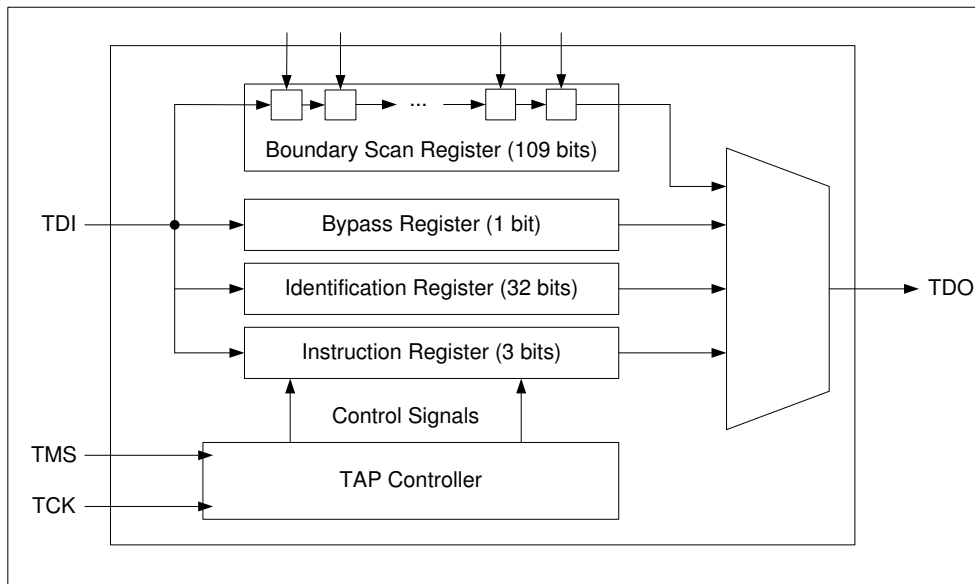 ...
Boundary Scan Register (109 bits)
TDI
Bypass Register (1 bit)
Identification Register (32 bits)
TDO
Instruction Register (3 bits)
Control Signals
TMS
TAP Controller
TCK